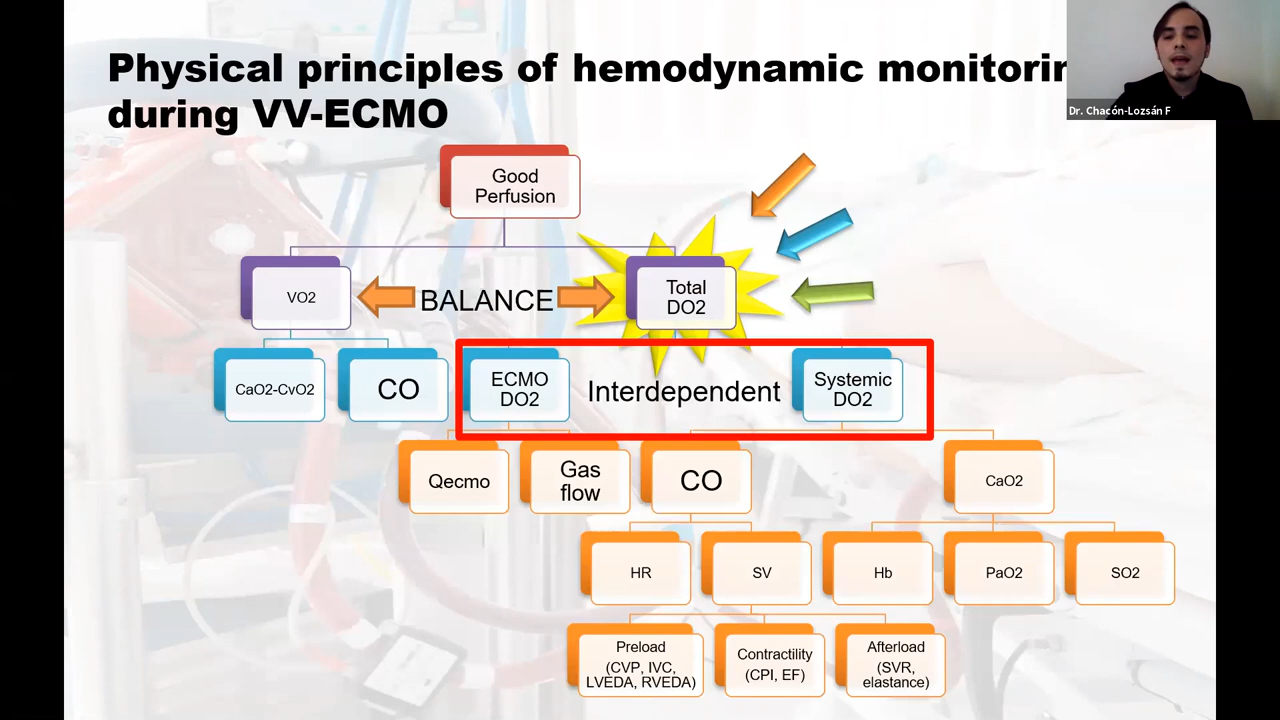 Physical principles of hemodynamic monitorin
during VV-ECMO
Dr. Chacón-Lozsán F
Good
Perfusion
VO2
BALANCE
Total
DO2
CaO2-CvO2
CO
ECMO
DO2
Interdependent
Systemic
DO2
Qecmo
Gas
flow
CO
CaO2
HR
SV
Hb
PaO2
SO2
Preload
(CVP, IVC,
LVEDA, RVEDA)
Contractility
(CPI, EF)
Afterload
(SVR,
elastance)